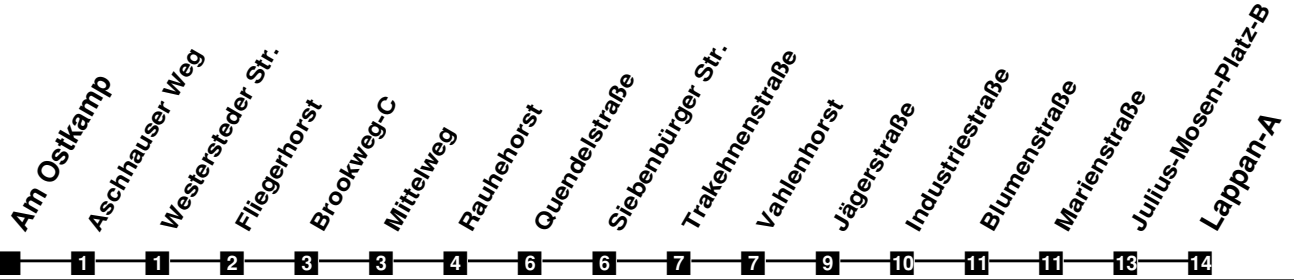 Am Ostkamp
Aschhauser Weg
Westersteder Str.
Fliegerhorst
Brookweg-C
Mittelweg
Rauhehorst
Quendelstraße
Siebenbürger Str.
Trakehnenstraße
Vahlenhorst
Jägerstraße
Industriestraße
Blumenstraße
Marienstraße
Julius-Mosen-Platz-B
Lappan-A
1 1 2 3 3 4 6 6 7 7 9 10 11 11 13 14